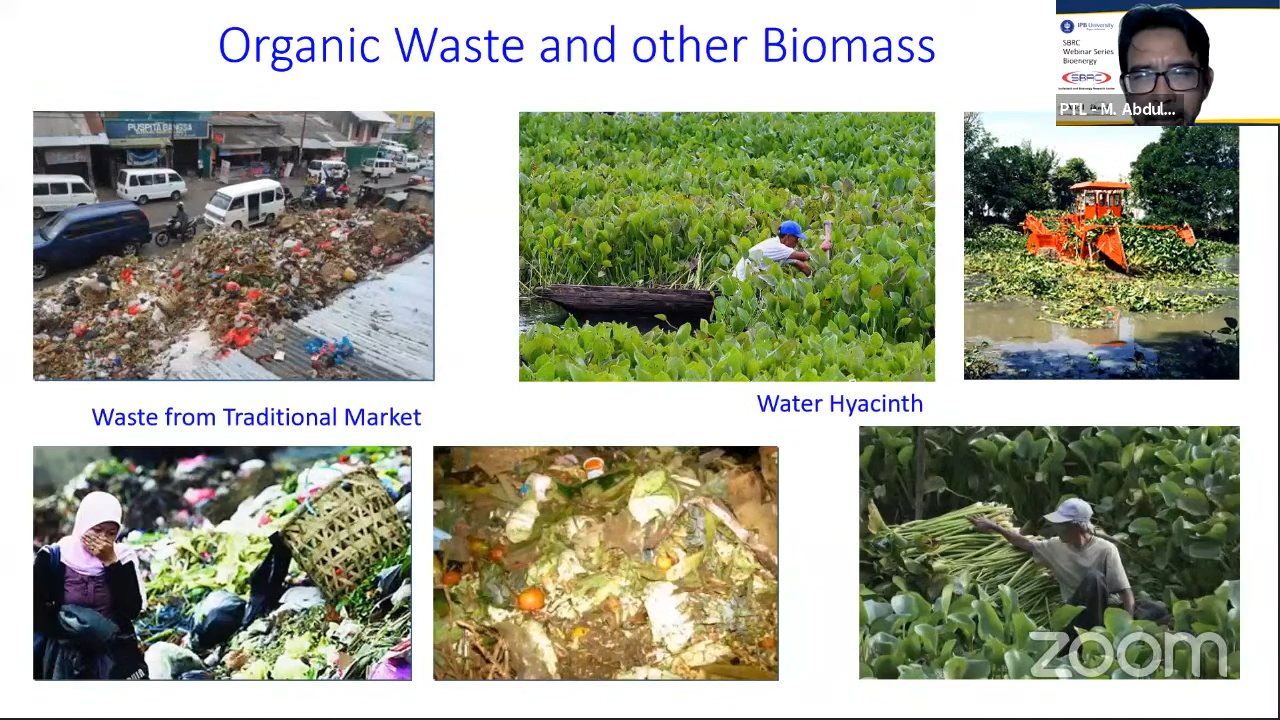 Organic Waste and other Biomass
IPB University
SBRC
Webinar Series
Bioenergy
SBRC
PTL - M. Abdul...
PUSPITA BANGSA
Waste from Traditional Market
Water Hyacinth
zoom